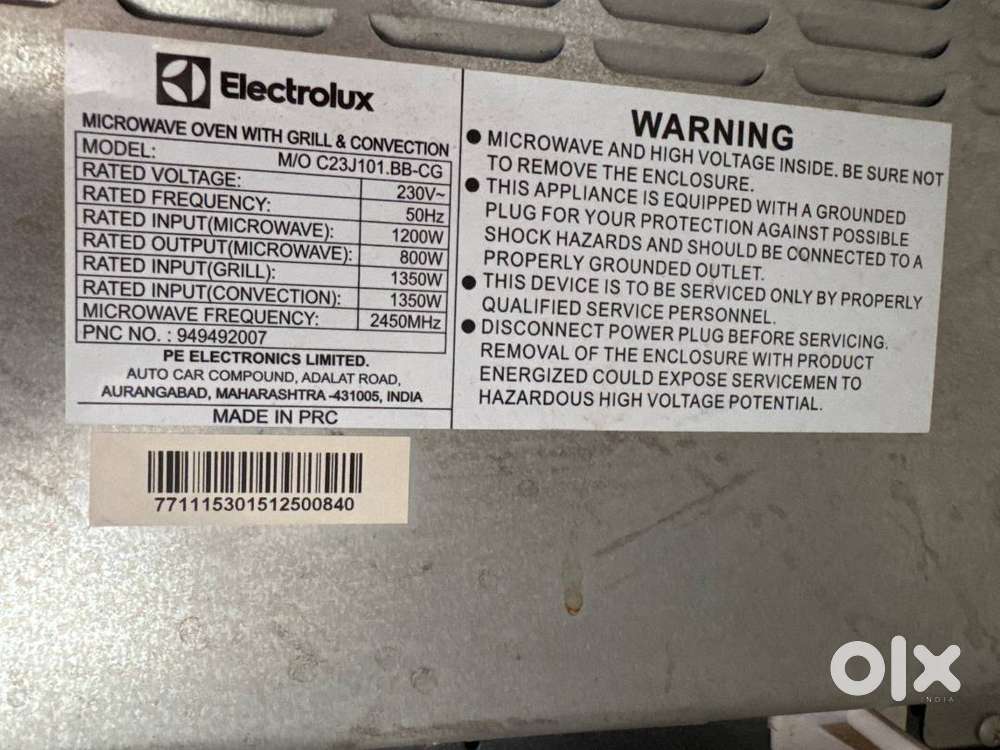 Electrolux
MICROWAVE OVEN WITH GRILL & CONVECTION
MODEL: M/O C23J101.BB-CG
RATED VOLTAGE: 230V~
RATED FREQUENCY: 50Hz
RATED INPUT(MICROWAVE): 1200W
RATED OUTPUT(MICROWAVE): 800W
RATED INPUT(GRILL): 1350W
RATED INPUT(CONVECTION): 1350W
MICROWAVE FREQUENCY: 2450MHz
PNC NO. : 949492007
PE ELECTRONICS LIMITED.
AUTO CAR COMPOUND, ADALAT ROAD,
AURANGABAD, MAHARASHTRA -431005, INDIA
MADE IN PRC
WARNING
● MICROWAVE AND HIGH VOLTAGE INSIDE. BE SURE NOT
TO REMOVE THE ENCLOSURE.
● THIS APPLIANCE IS EQUIPPED WITH A GROUNDED
PLUG FOR YOUR PROTECTION AGAINST POSSIBLE
SHOCK HAZARDS AND SHOULD BE CONNECTED TO A
PROPERLY GROUNDED OUTLET.
● THIS DEVICE IS TO BE SERVICED ONLY BY PROPERLY
QUALIFIED SERVICE PERSONNEL.
● DISCONNECT POWER PLUG BEFORE SERVICING.
REMOVAL OF THE ENCLOSURE WITH PRODUCT
ENERGIZED COULD EXPOSE SERVICEMEN TO
HAZARDOUS HIGH VOLTAGE POTENTIAL.
771115301512500840
olx
INDIA